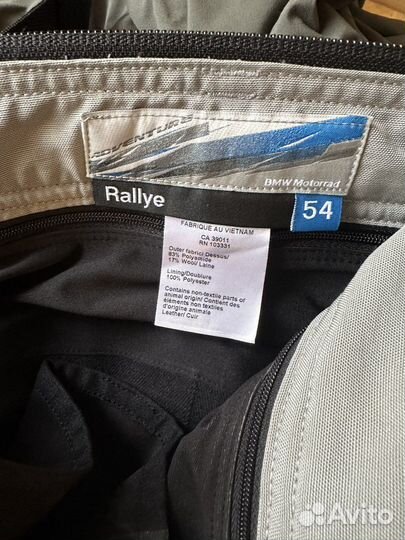 ADVENTURE
BMW Motorrad
Rallye
54
FABRIQUE AU VIETNAM
CA 39011
RN 103331
Outer fabric/ Dessus/
83% Polyamide
17% Wool/ Laine
Lining/Doublure
100% Polyester
Contains non-textile parts of
animal origin/ Contient des
éléments non-textiles
d'origine animale
Leather/ Cuir
Avito